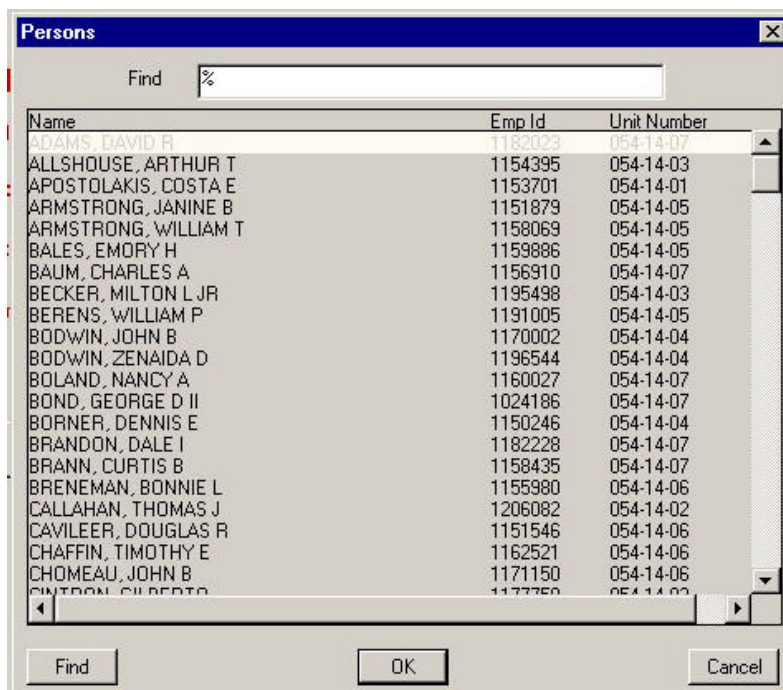 Persons
Find %
Name Emp Id Unit Number
ADAMS, DAVID R 1182023 054-14-07
ALLSHOUSE, ARTHUR T 1154395 054-14-03
APOSTOLAKIS, COSTA E 1153701 054-14-01
ARMSTRONG, JANINE B 1151879 054-14-05
ARMSTRONG, WILLIAM T 1158069 054-14-05
BALES, EMORY H 1159886 054-14-05
BAUM, CHARLES A 1156910 054-14-07
BECKER, MILTON L JR 1195498 054-14-03
BERENS, WILLIAM P 1191005 054-14-05
BODWIN, JOHN B 1170002 054-14-04
BODWIN, ZENAIDA D 1196544 054-14-04
BOLAND, NANCY A 1160027 054-14-07
BOND, GEORGE D II 1024186 054-14-07
BORNER, DENNIS E 1150246 054-14-04
BRANDON, DALE I 1182228 054-14-07
BRANN, CURTIS B 1158435 054-14-07
BRENEMAN, BONNIE L 1155980 054-14-06
CALLAHAN, THOMAS J 1206082 054-14-02
CAVILEER, DOUGLAS R 1151546 054-14-06
CHAFFIN, TIMOTHY E 1162521 054-14-06
CHOMEAU, JOHN B 1171150 054-14-06
CINTRON, GILBERTO
Find OK Cancel